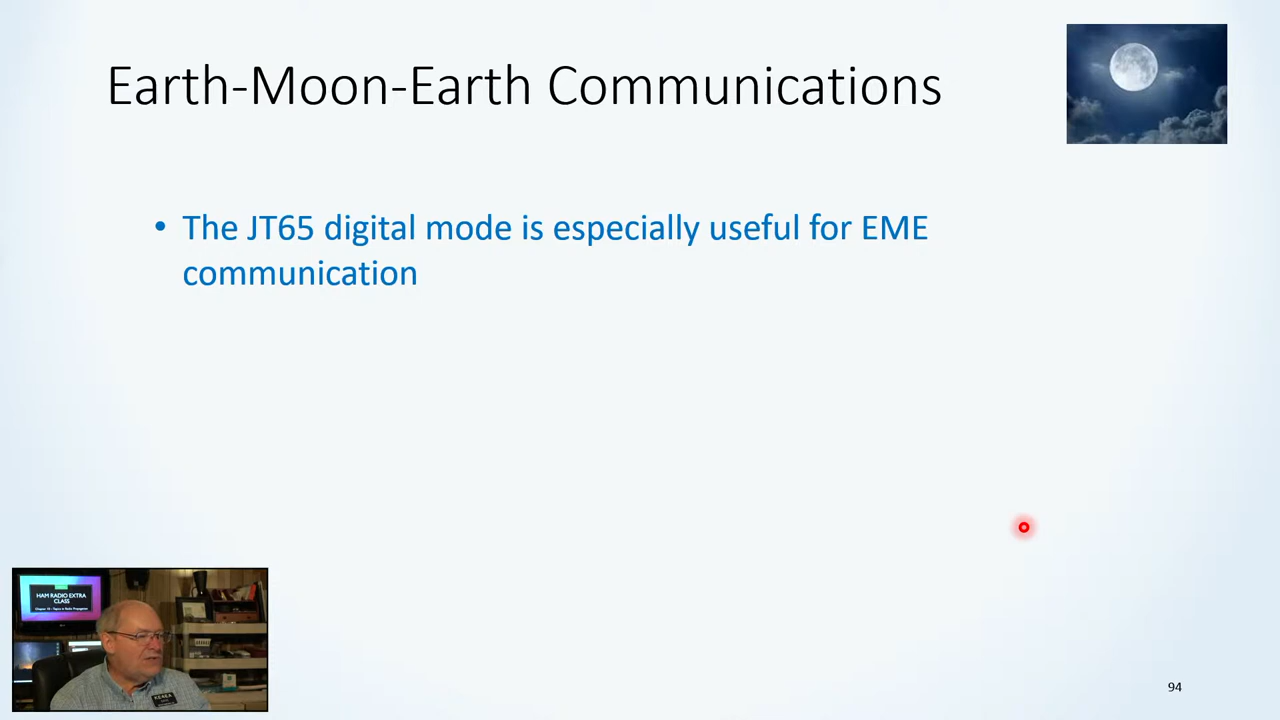 Earth-Moon-Earth Communications
• The JT65 digital mode is especially useful for EME
communication
HAM RADIO EXTRA
CLASS
94